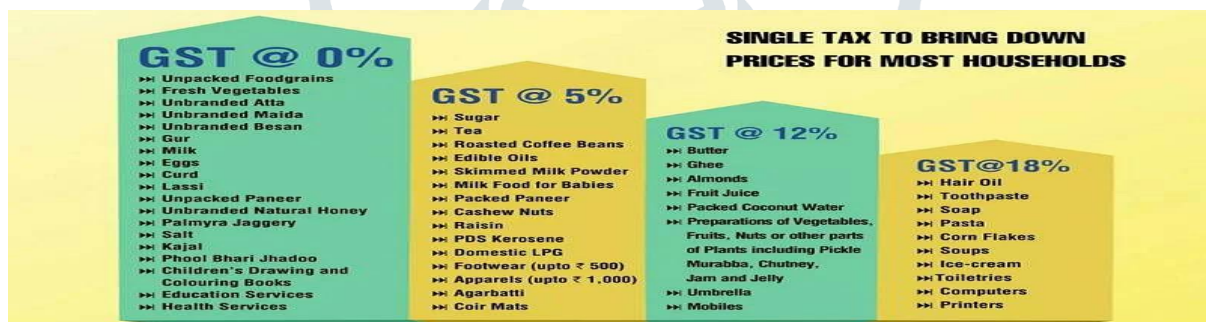 SINGLE TAX TO BRING DOWN
PRICES FOR MOST HOUSEHOLDS
GST @ 0%
Unpacked Foodgrains
Fresh Vegetables
Unbranded Atta
Unbranded Maida
Unbranded Besan
Gur
Milk
Eggs
Curd
Lassi
Unpacked Paneer
Unbranded Natural Honey
Palmyra Jaggery
Salt
Kajal
Phool Bhari Jhadoo
Children's Drawing and
Colouring Books
Education Services
Health Services
GST @ 5%
Sugar
Tea
Roasted Coffee Beans
Edible Oils
Skimmed Milk Powder
Milk Food for Babies
Packed Paneer
Cashew Nuts
Raisin
PDS Kerosene
Domestic LPG
Footwear (upto ₹ 500)
Apparels (upto ₹ 1,000)
Agarbatti
Coir Mats
GST @ 12%
Butter
Ghee
Almonds
Fruit Juice
Packed Coconut Water
Preparations of Vegetables,
Fruits, Nuts or other parts
of Plants including Pickle
Murabba, Chutney,
Jam and Jelly
Umbrella
Mobiles
GST@18%
Hair Oil
Toothpaste
Soap
Pasta
Corn Flakes
Soups
Ice-cream
Toiletries
Computers
Printers